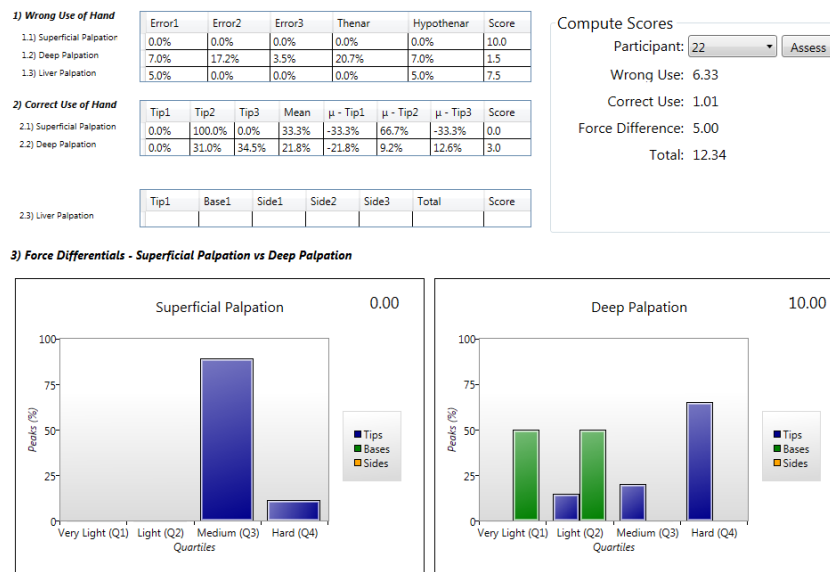 1) Wrong Use of Hand
Error1 Error2 Error3 Thenar Hypothenar Score
1.1) Superficial Palpation 0.0% 0.0% 0.0% 0.0% 0.0% 10.0
1.2) Deep Palpation 7.0% 17.2% 3.5% 20.7% 7.0% 1.5
1.3) Liver Palpation 5.0% 0.0% 0.0% 0.0% 5.0% 7.5
2) Correct Use of Hand
Tip1 Tip2 Tip3 Mean μ - Tip1 μ - Tip2 μ - Tip3 Score
2.1) Superficial Palpation 0.0% 100.0% 0.0% 33.3% -33.3% 66.7% -33.3% 0.0
2.2) Deep Palpation 0.0% 31.0% 34.5% 21.8% -21.8% 9.2% 12.6% 3.0
Tip1 Base1 Side1 Side2 Side3 Total Score
2.3) Liver Palpation
Compute Scores
Participant: 22 Assess
Wrong Use: 6.33
Correct Use: 1.01
Force Difference: 5.00
Total: 12.34
3) Force Differentials - Superficial Palpation vs Deep Palpation
Superficial Palpation 0.00
100
75
50
25
0
Peaks (%)
Very Light (Q1) Light (Q2) Medium (Q3) Hard (Q4)
Quartiles
Tips
Bases
Sides
Deep Palpation 10.00
100
75
50
25
0
Peaks (%)
Very Light (Q1) Light (Q2) Medium (Q3) Hard (Q4)
Quartiles
Tips
Bases
Sides